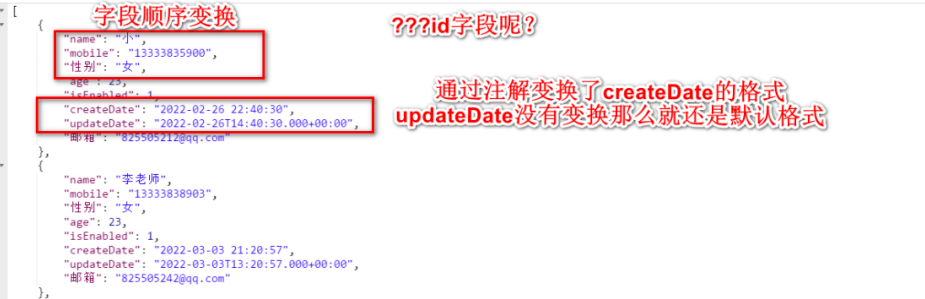 字段顺序变换
???id字段呢?
[
{
"name": "小",
"mobile": "13333835900",
"性别": "女",
"age": 23,
"isEnabled": 1,
"createDate": "2022-02-26 22:40:30",
"updateDate": "2022-02-26T14:40:30.000+00:00",
"邮箱": "825505212@qq.com"
通过注解变换了createDate的格式
updateDate没有变换那么就还是默认格式
},
{
"name": "李老师",
"mobile": "13333838903",
"性别": "女",
"age": 23,
"isEnabled": 1,
"createDate": "2022-03-03 21:20:57",
"updateDate": "2022-03-03T13:20:57.000+00:00",
"邮箱": "825505242@qq.com"
},